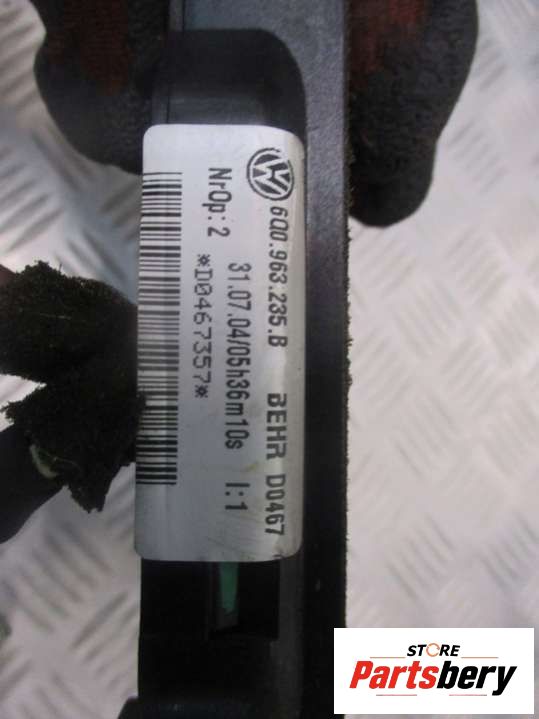 6Q0.963.235.B BEHR D0467
NrOp: 2 31.07.04/05h36m10s I:1
*D0467357*
STORE
Partsbery